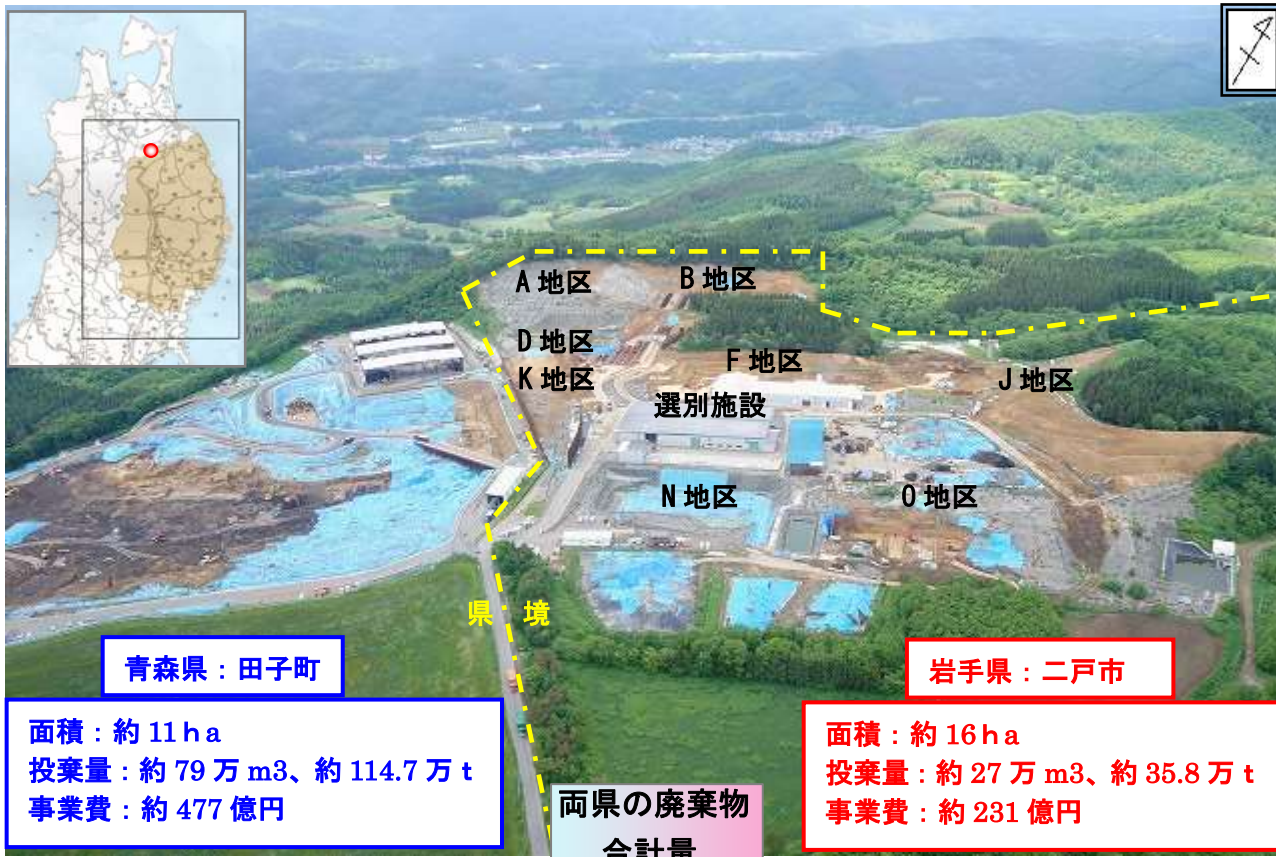 A地区
B地区
D地区
K地区
F地区
J地区
選別施設
N地区
O地区
県境
青森県：田子町
面積：約11ha
投棄量：約79万m3、約114.7万t
事業費：約477億円
岩手県：二戸市
面積：約16ha
投棄量：約27万m3、約35.8万t
事業費：約231億円
両県の廃棄物
合計量